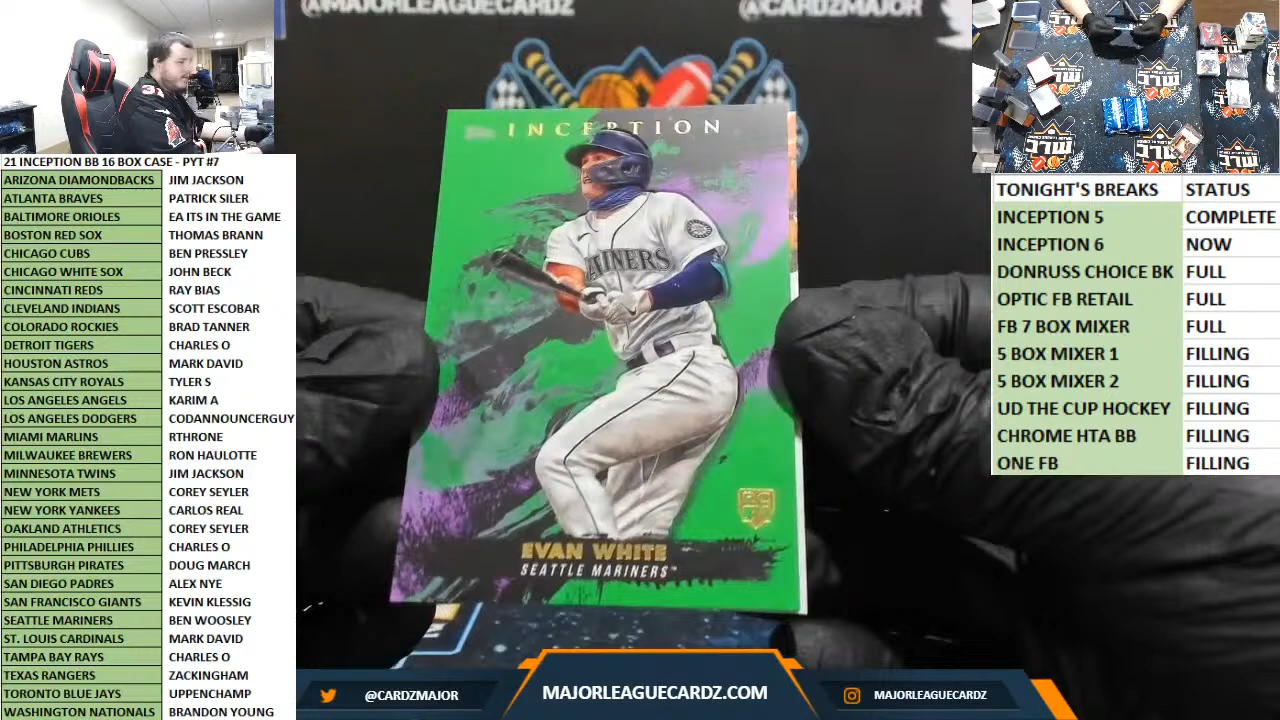 @MAJORLEAGUECARDZ
@CARDZMAJOR
INCEPTION
MARINERS
RC
EVAN WHITE
SEATTLE MARINERS™
21 INCEPTION BB 16 BOX CASE - PYT #7
ARIZONA DIAMONDBACKS JIM JACKSON
ATLANTA BRAVES PATRICK SILER
BALTIMORE ORIOLES EA ITS IN THE GAME
BOSTON RED SOX THOMAS BRANN
CHICAGO CUBS BEN PRESSLEY
CHICAGO WHITE SOX JOHN BECK
CINCINNATI REDS RAY BIAS
CLEVELAND INDIANS SCOTT ESCOBAR
COLORADO ROCKIES BRAD TANNER
DETROIT TIGERS CHARLES O
HOUSTON ASTROS MARK DAVID
KANSAS CITY ROYALS TYLER S
LOS ANGELES ANGELS KARIM A
LOS ANGELES DODGERS CODANNOUNCERGUY
MIAMI MARLINS RTHRONE
MILWAUKEE BREWERS RON HAULOTTE
MINNESOTA TWINS JIM JACKSON
NEW YORK METS COREY SEYLER
NEW YORK YANKEES CARLOS REAL
OAKLAND ATHLETICS COREY SEYLER
PHILADELPHIA PHILLIES CHARLES O
PITTSBURGH PIRATES DOUG MARCH
SAN DIEGO PADRES ALEX NYE
SAN FRANCISCO GIANTS KEVIN KLESSIG
SEATTLE MARINERS BEN WOOSLEY
ST. LOUIS CARDINALS MARK DAVID
TAMPA BAY RAYS CHARLES O
TEXAS RANGERS ZACKINGHAM
TORONTO BLUE JAYS UPPENCHAMP
WASHINGTON NATIONALS BRANDON YOUNG
TONIGHT'S BREAKS STATUS
INCEPTION 5 COMPLETE
INCEPTION 6 NOW
DONRUSS CHOICE BK FULL
OPTIC FB RETAIL FULL
FB 7 BOX MIXER FULL
5 BOX MIXER 1 FILLING
5 BOX MIXER 2 FILLING
UD THE CUP HOCKEY FILLING
CHROME HTA BB FILLING
ONE FB FILLING
@CARDZMAJOR
MAJORLEAGUECARDZ.COM
MAJORLEAGUECARDZ